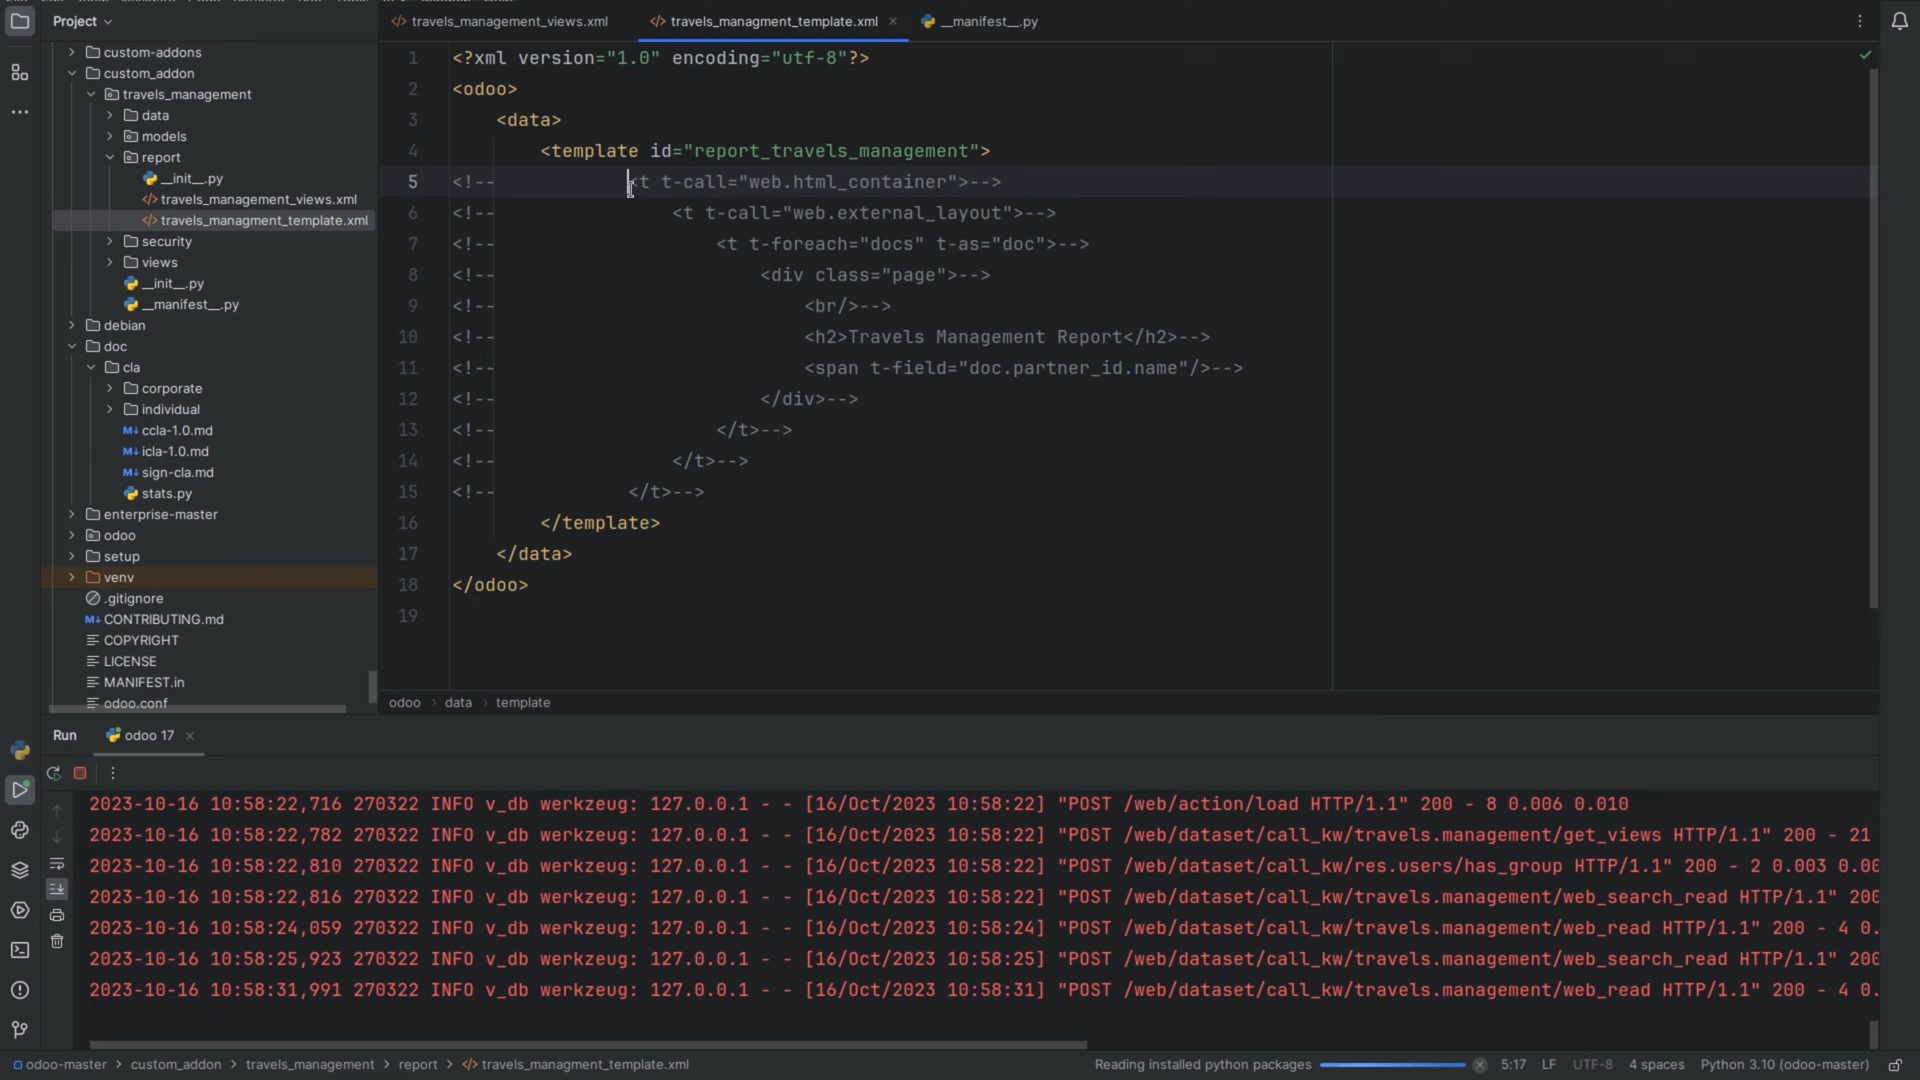 Project
custom-addons
custom_addon
travels_management
data
models
report
__init__.py
travels_management_views.xml
travels_managment_template.xml
security
views
__init__.py
__manifest__.py
debian
doc
cla
corporate
individual
M↓ ccla-1.0.md
M↓ icla-1.0.md
M↓ sign-cla.md
stats.py
enterprise-master
odoo
setup
venv
.gitignore
M↓ CONTRIBUTING.md
COPYRIGHT
LICENSE
MANIFEST.in
odoo.conf
travels_management_views.xml
travels_managment_template.xml
__manifest__.py
1 <?xml version="1.0" encoding="utf-8"?>
2 <odoo>
3 <data>
4 <template id="report_travels_management">
5 <!-- <t t-call="web.html_container">-->
6 <!-- <t t-call="web.external_layout">-->
7 <!-- <t t-foreach="docs" t-as="doc">-->
8 <!-- <div class="page">-->
9 <!-- <br/>-->
10 <!-- <h2>Travels Management Report</h2>-->
11 <!-- <span t-field="doc.partner_id.name"/>-->
12 <!-- </div>-->
13 <!-- </t>-->
14 <!-- </t>-->
15 <!-- </t>-->
16 </template>
17 </data>
18 </odoo>
19
odoo › data › template
Run odoo 17
2023-10-16 10:58:22,716 270322 INFO v_db werkzeug: 127.0.0.1 - - [16/Oct/2023 10:58:22] "POST /web/action/load HTTP/1.1" 200 - 8 0.006 0.010
2023-10-16 10:58:22,782 270322 INFO v_db werkzeug: 127.0.0.1 - - [16/Oct/2023 10:58:22] "POST /web/dataset/call_kw/travels.management/get_views HTTP/1.1" 200 - 21
2023-10-16 10:58:22,810 270322 INFO v_db werkzeug: 127.0.0.1 - - [16/Oct/2023 10:58:22] "POST /web/dataset/call_kw/res.users/has_group HTTP/1.1" 200 - 2 0.003 0.00
2023-10-16 10:58:22,816 270322 INFO v_db werkzeug: 127.0.0.1 - - [16/Oct/2023 10:58:22] "POST /web/dataset/call_kw/travels.management/web_search_read HTTP/1.1" 200
2023-10-16 10:58:24,059 270322 INFO v_db werkzeug: 127.0.0.1 - - [16/Oct/2023 10:58:24] "POST /web/dataset/call_kw/travels.management/web_read HTTP/1.1" 200 - 4 0.
2023-10-16 10:58:25,923 270322 INFO v_db werkzeug: 127.0.0.1 - - [16/Oct/2023 10:58:25] "POST /web/dataset/call_kw/travels.management/web_search_read HTTP/1.1" 200
2023-10-16 10:58:31,991 270322 INFO v_db werkzeug: 127.0.0.1 - - [16/Oct/2023 10:58:31] "POST /web/dataset/call_kw/travels.management/web_read HTTP/1.1" 200 - 4 0.
odoo-master › custom_addon › travels_management › report › travels_managment_template.xml
Reading installed python packages 5:17 LF UTF-8 4 spaces Python 3.10 (odoo-master)